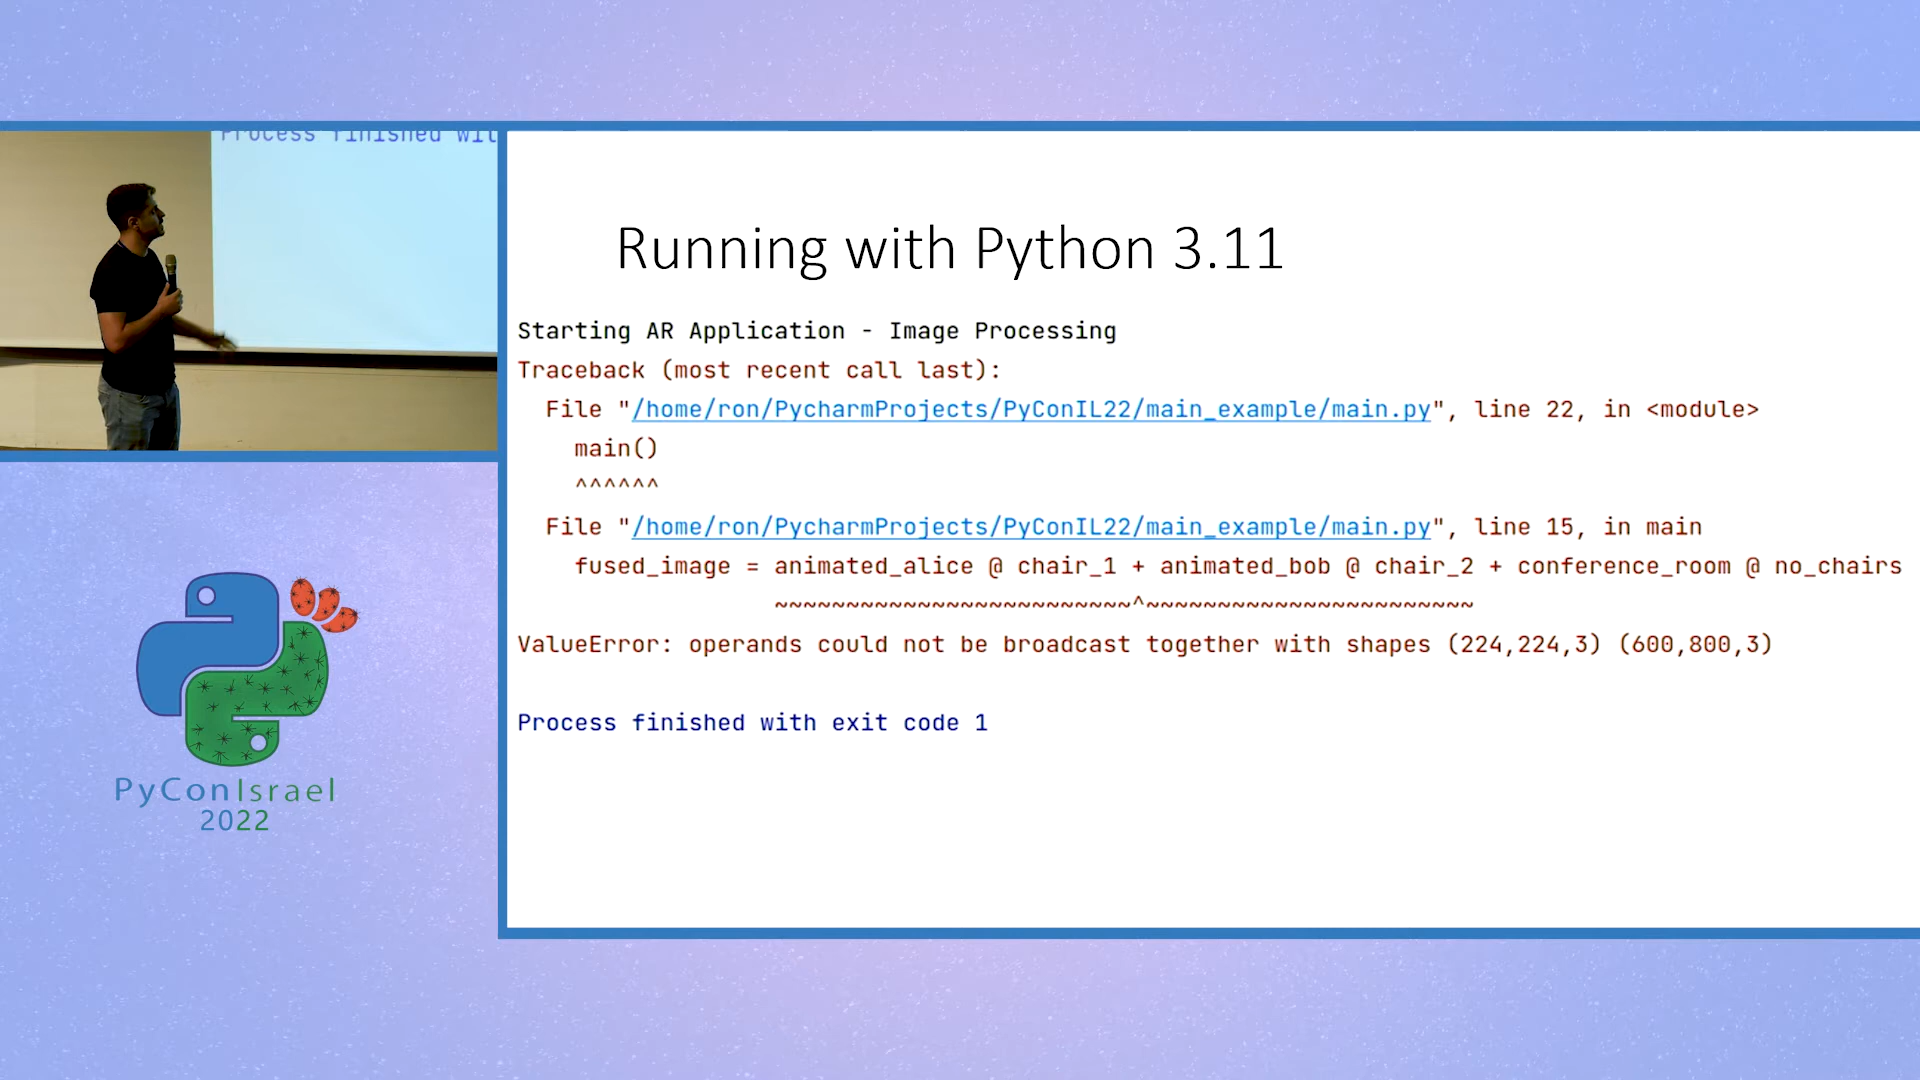 Process finished wit
Running with Python 3.11
Starting AR Application - Image Processing
Traceback (most recent call last):
  File "/home/ron/PycharmProjects/PyConIL22/main_example/main.py", line 22, in <module>
    main()
    ^^^^^^
  File "/home/ron/PycharmProjects/PyConIL22/main_example/main.py", line 15, in main
    fused_image = animated_alice @ chair_1 + animated_bob @ chair_2 + conference_room @ no_chairs
                  ~~~~~~~~~~~~~~~~~~~~~~~~~^~~~~~~~~~~~~~~~~~~~~~~~
ValueError: operands could not be broadcast together with shapes (224,224,3) (600,800,3)
Process finished with exit code 1
PyConIsrael
2022